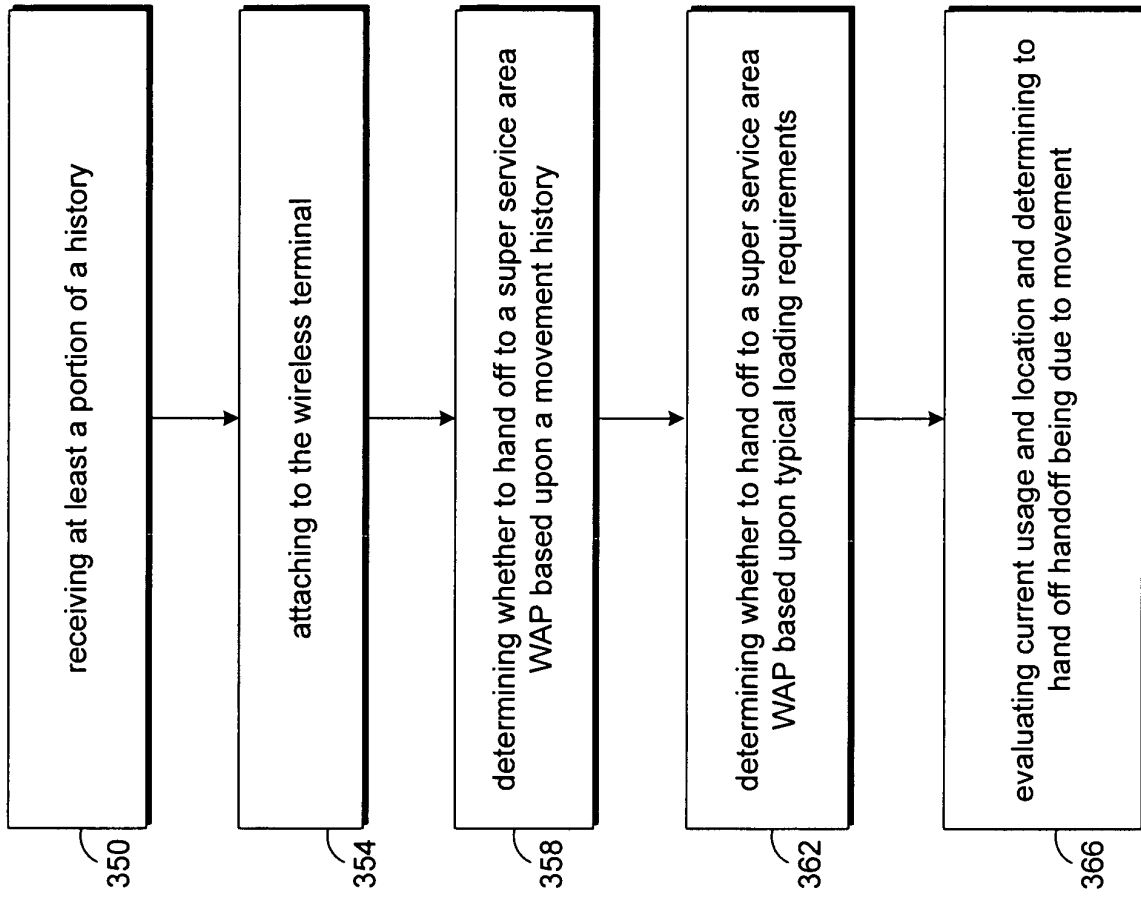 receiving at least a portion of a history
350
attaching to the wireless terminal
354
determining whether to hand off to a super service area
WAP based upon a movement history
358
determining whether to hand off to a super service area
WAP based upon typical loading requirements
362
evaluating current usage and location and determining to
hand off handoff being due to movement
366